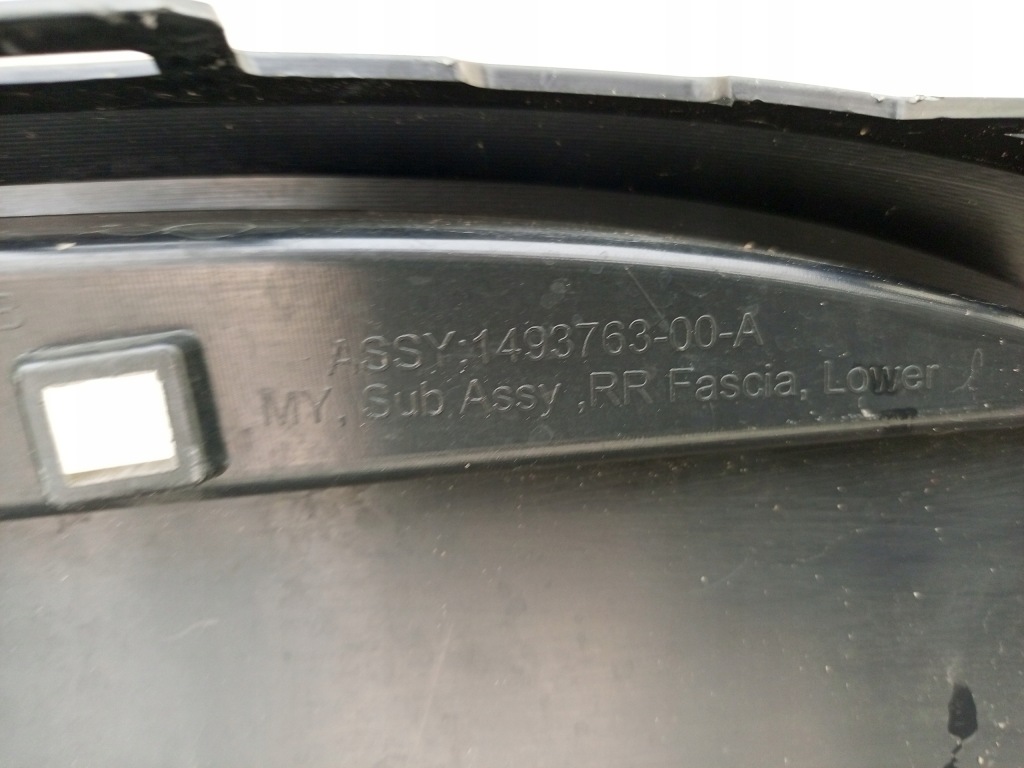 ASSY:1493763-00-A
MY, Sub Assy ,RR Fascia, Lower